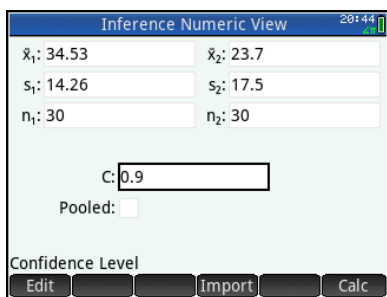 Inference Numeric View 20:44
x̄₁: 34.53 x̄₂: 23.7
s₁: 14.26 s₂: 17.5
n₁: 30 n₂: 30
C: 0.9
Pooled:
Confidence Level
Edit Import Calc